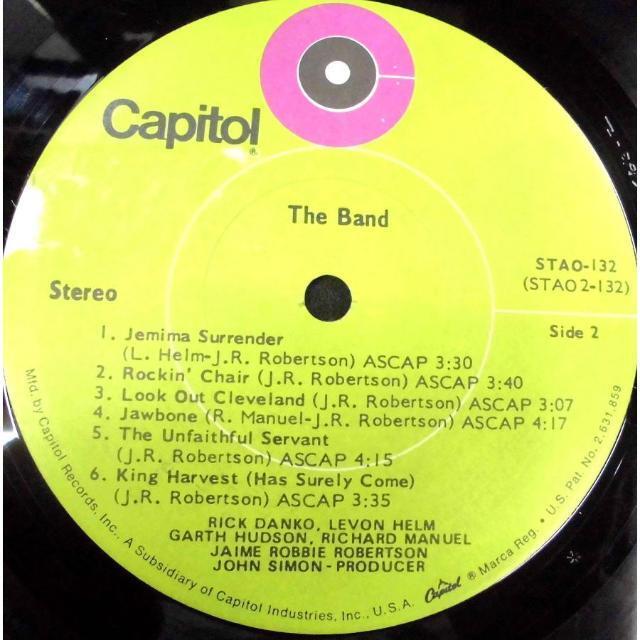 Capitol®
The Band
STAO-132
(STAO 2-132)
Stereo
Side 2
1. Jemima Surrender
(L. Helm-J.R. Robertson) ASCAP 3:30
2. Rockin' Chair (J.R. Robertson) ASCAP 3:40
3. Look Out Cleveland (J.R. Robertson) ASCAP 3:07
4. Jawbone (R. Manuel-J.R. Robertson) ASCAP 4:17
5. The Unfaithful Servant
(J.R. Robertson) ASCAP 4:15
6. King Harvest (Has Surely Come)
(J.R. Robertson) ASCAP 3:35
RICK DANKO, LEVON HELM
GARTH HUDSON, RICHARD MANUEL
JAIME ROBBIE ROBERTSON
JOHN SIMON-PRODUCER
Mfd. by Capitol Records, Inc., A Subsidiary of Capitol Industries, Inc., U.S.A. Capitol ® Marca Reg. • U.S. Pat. No. 2,631,859